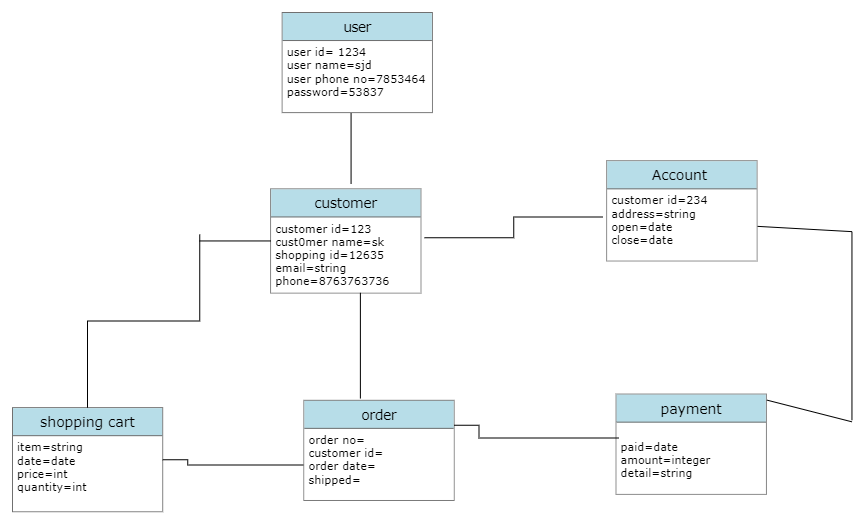 user
user id= 1234
user name=sjd
user phone no=7853464
password=53837
customer
customer id=123
cust0mer name=sk
shopping id=12635
email=string
phone=8763763736
Account
customer id=234
address=string
open=date
close=date
shopping cart
item=string
date=date
price=int
quantity=int
order
order no=
customer id=
order date=
shipped=
payment
paid=date
amount=integer
detail=string